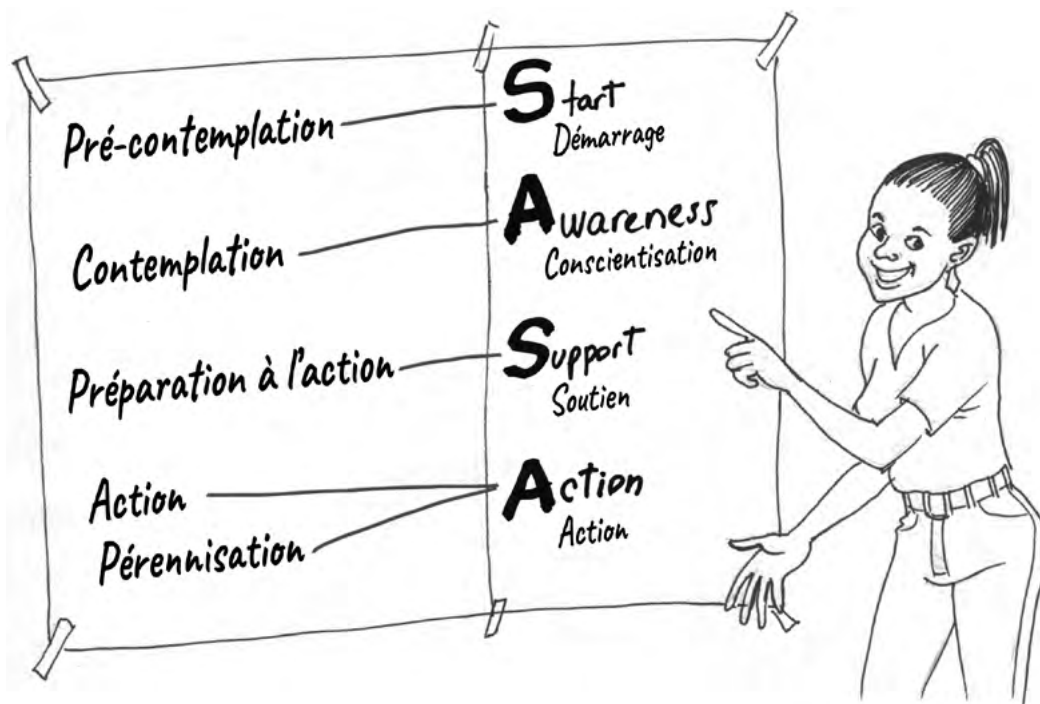 Pré-contemplation
Start
Démarrage
Contemplation
Awareness
Conscientisation
Préparation à l'action
Support
Soutien
Action
Pérennisation
Action
Action